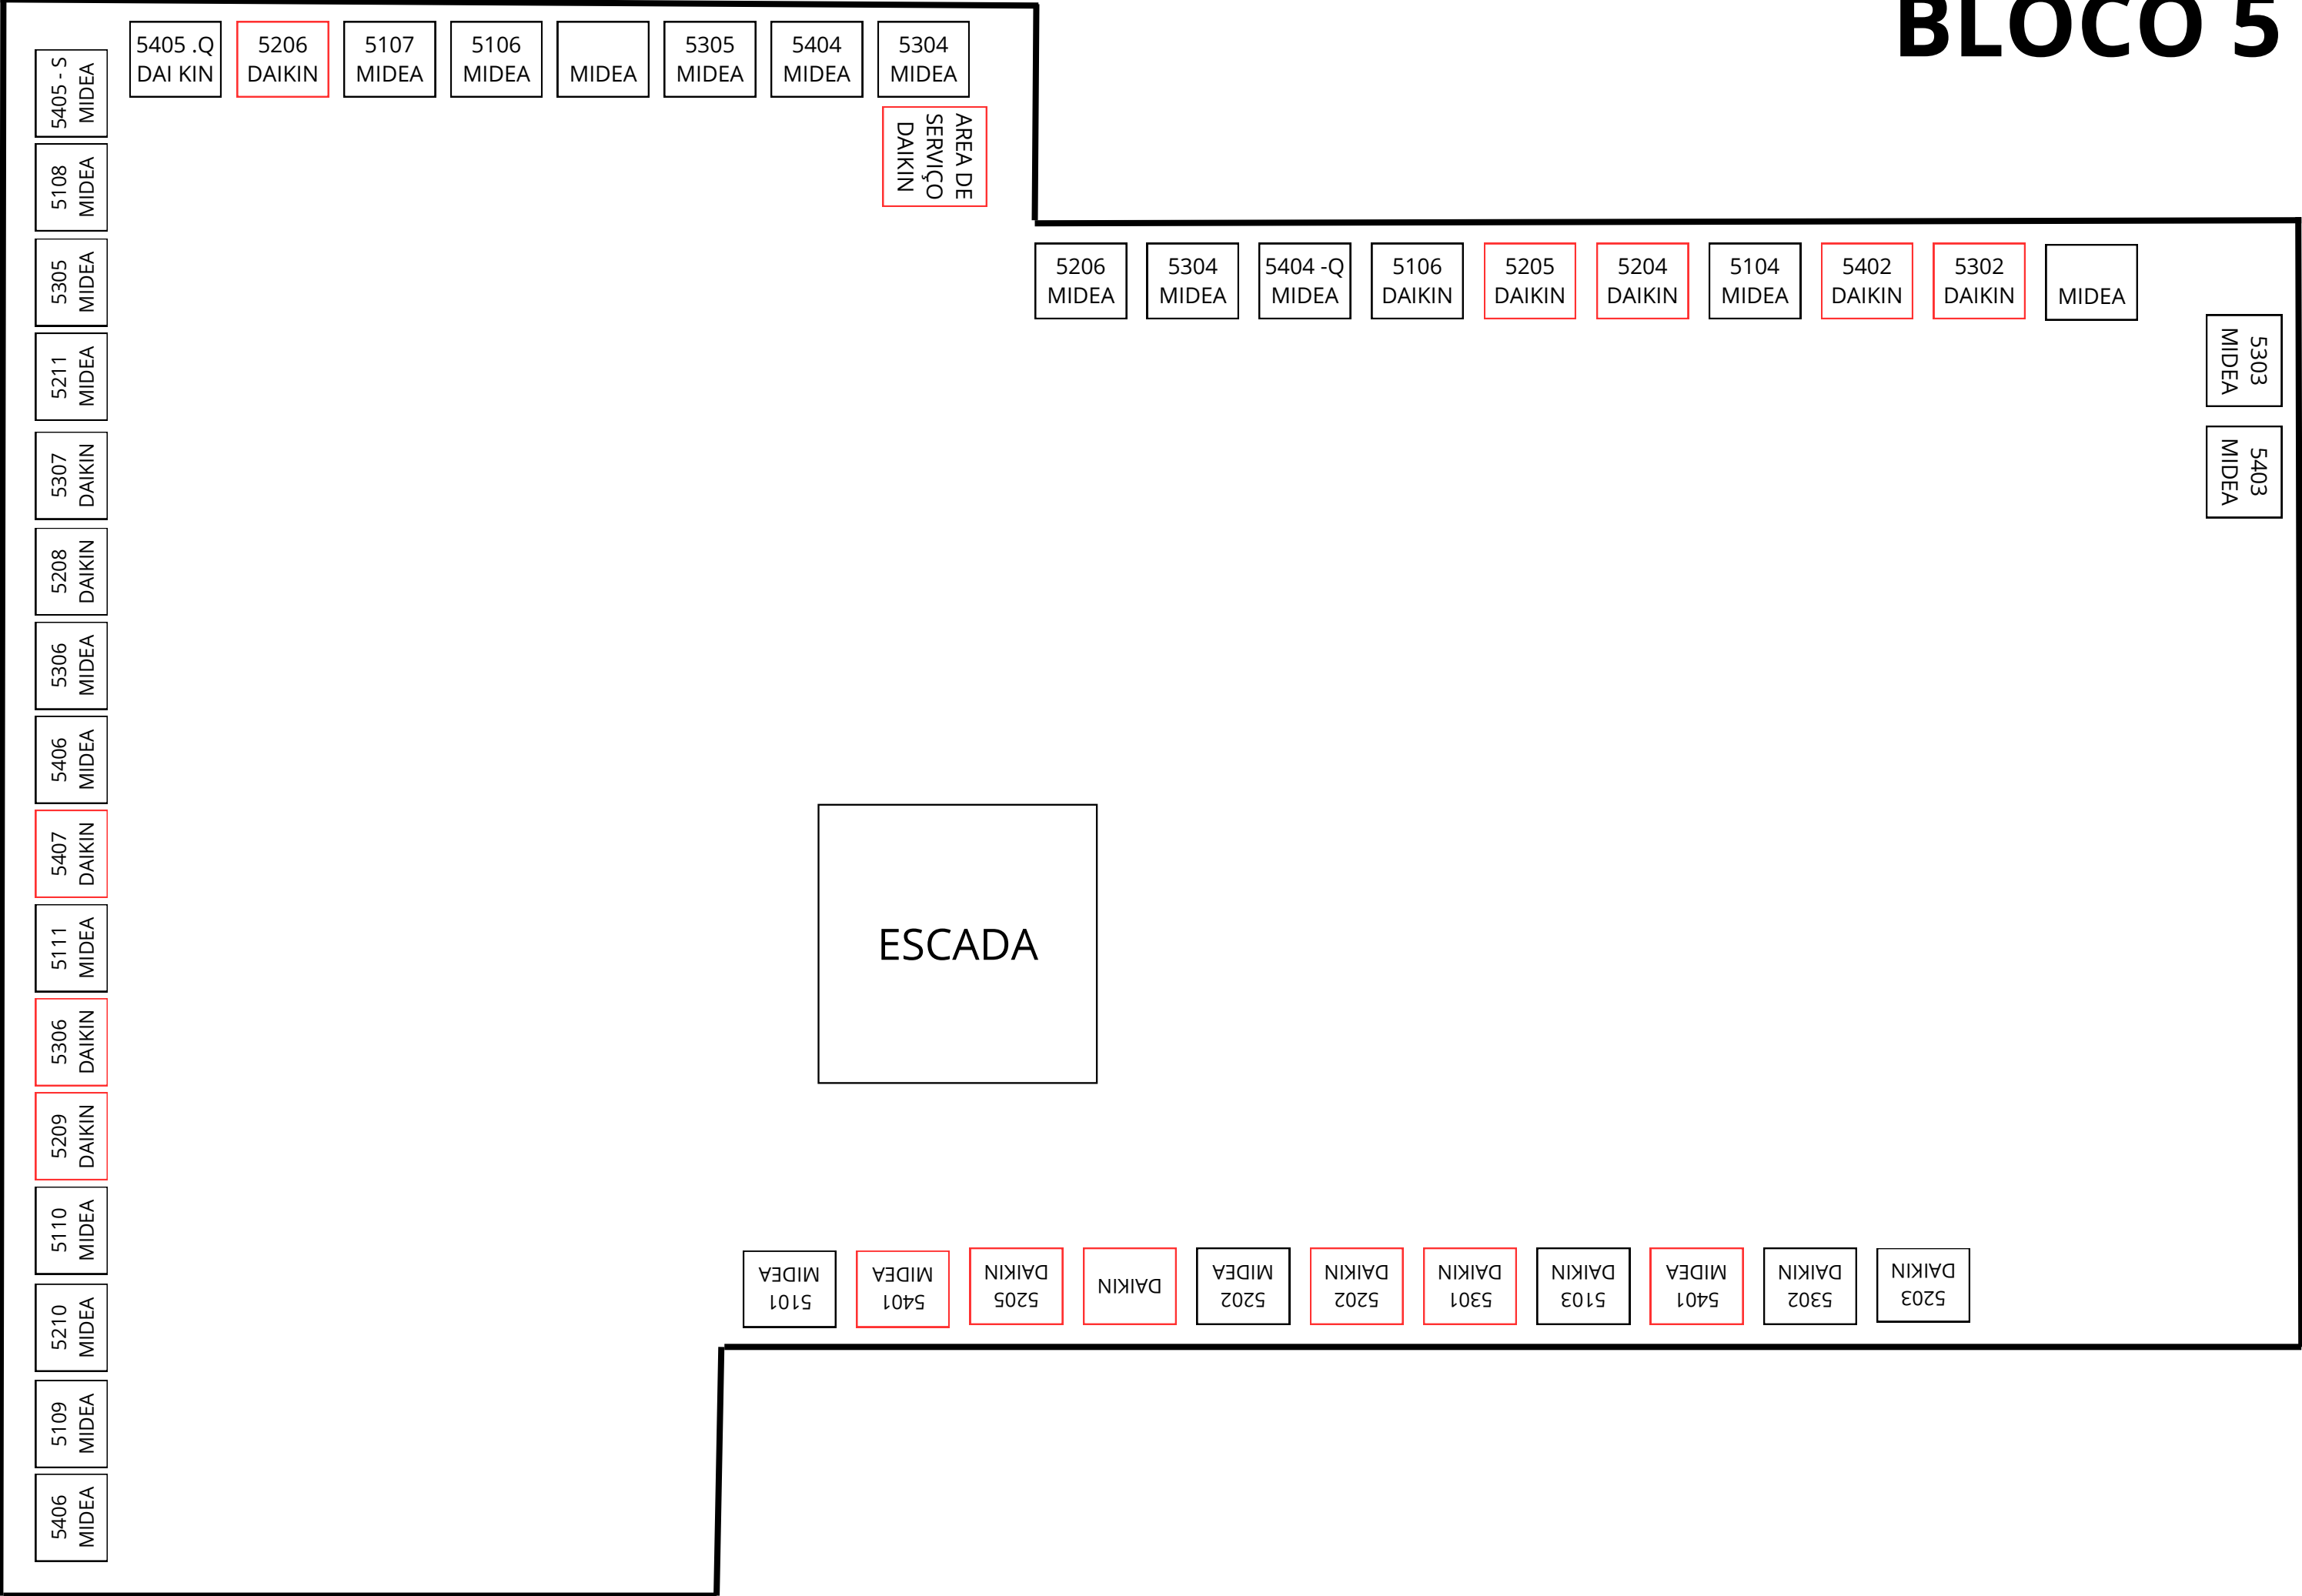 BLOCO 5
5405 .Q
DAI KIN
5206
DAIKIN
5107
MIDEA
5106
MIDEA
MIDEA
5305
MIDEA
5404
MIDEA
5304
MIDEA
AREA DE
SERVIÇO
DAIKIN
5405 - S
MIDEA
5108
MIDEA
5305
MIDEA
5211
MIDEA
5307
DAIKIN
5208
DAIKIN
5306
MIDEA
5406
MIDEA
5407
DAIKIN
5111
MIDEA
5306
DAIKIN
5209
DAIKIN
5110
MIDEA
5210
MIDEA
5109
MIDEA
5406
MIDEA
5206
MIDEA
5304
MIDEA
5404 -Q
MIDEA
5106
DAIKIN
5205
DAIKIN
5204
DAIKIN
5104
MIDEA
5402
DAIKIN
5302
DAIKIN
MIDEA
5303
MIDEA
5403
MIDEA
ESCADA
5101
MIDEA
5401
MIDEA
5205
DAIKIN
DAIKIN
5202
MIDEA
5202
DAIKIN
5301
DAIKIN
5103
DAIKIN
5401
MIDEA
5302
DAIKIN
5203
DAIKIN